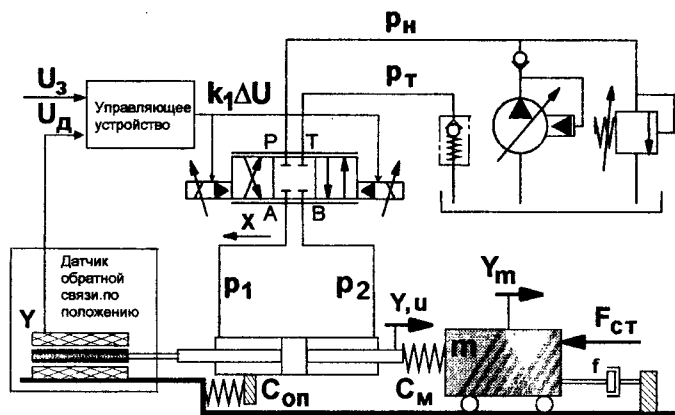 pн
pт
Uз
Uд
Управляющее
устройство
k₁ΔU
P T
A B
X
Датчик
обратной
связи.по
положению
Y
p₁
p₂
Y,u
Yₘ
Fст
m
f
Cоп
Cм